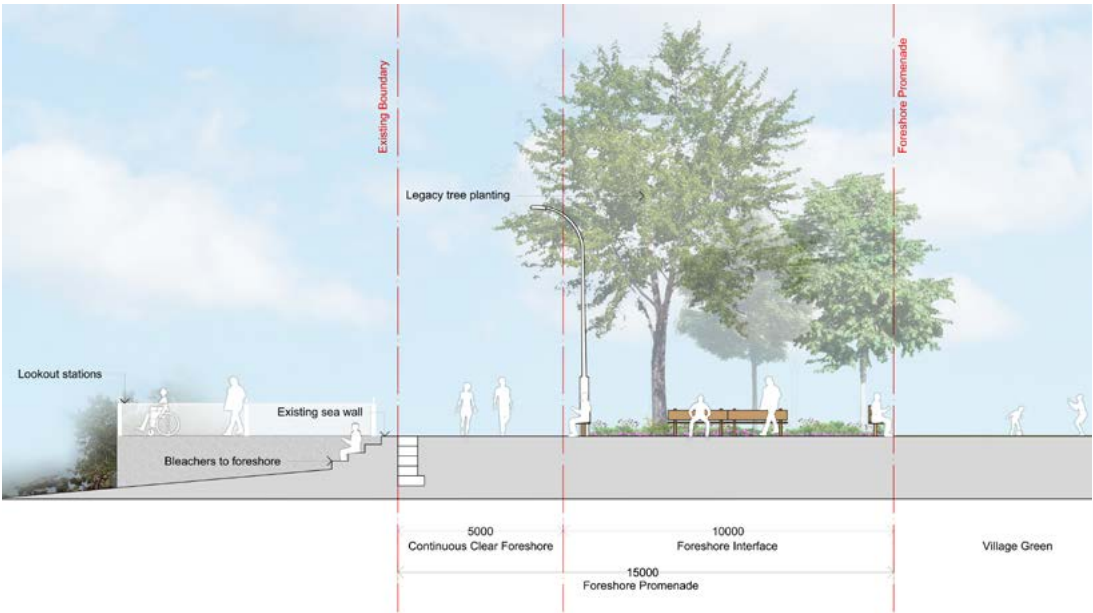 Existing Boundary
Foreshore Promenade
Legacy tree planting
Lookout stations
Existing sea wall
Bleachers to foreshore
5000
Continuous Clear Foreshore
10000
Foreshore Interface
Village Green
15000
Foreshore Promenade